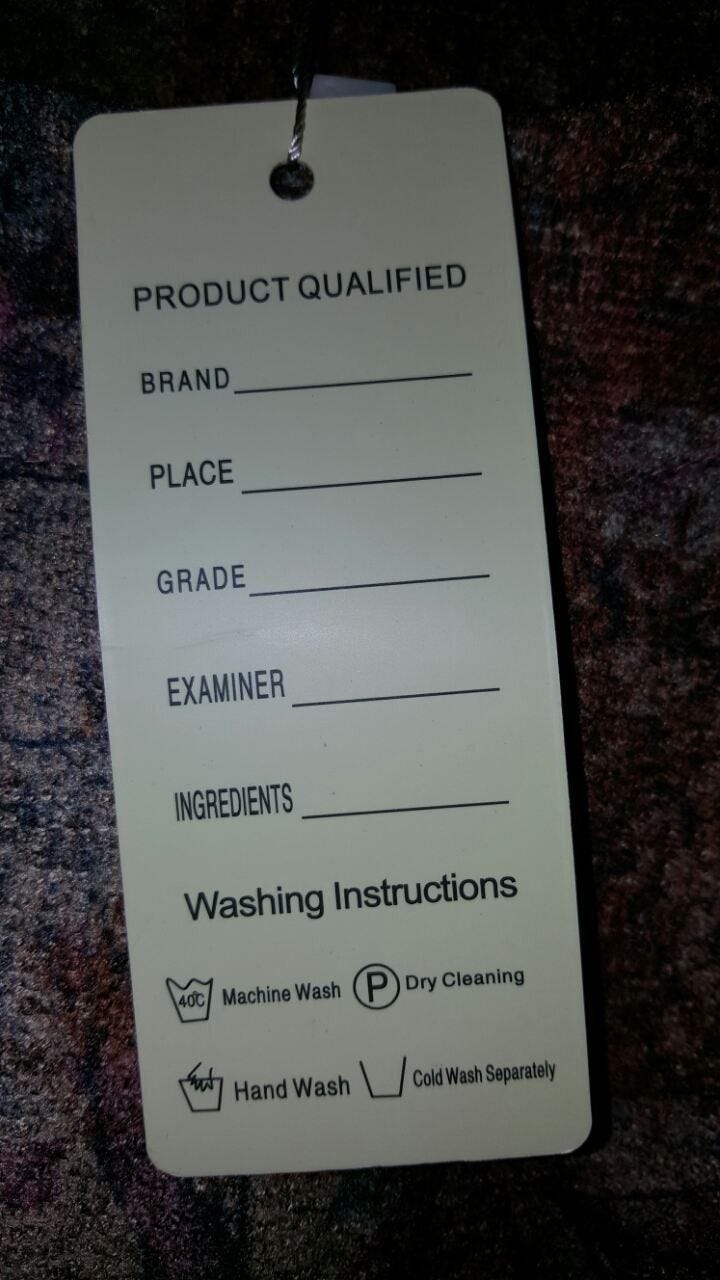 PRODUCT QUALIFIED
BRAND
PLACE
GRADE
EXAMINER
INGREDIENTS
Washing Instructions
40°C Machine Wash P Dry Cleaning
Hand Wash Cold Wash Separately